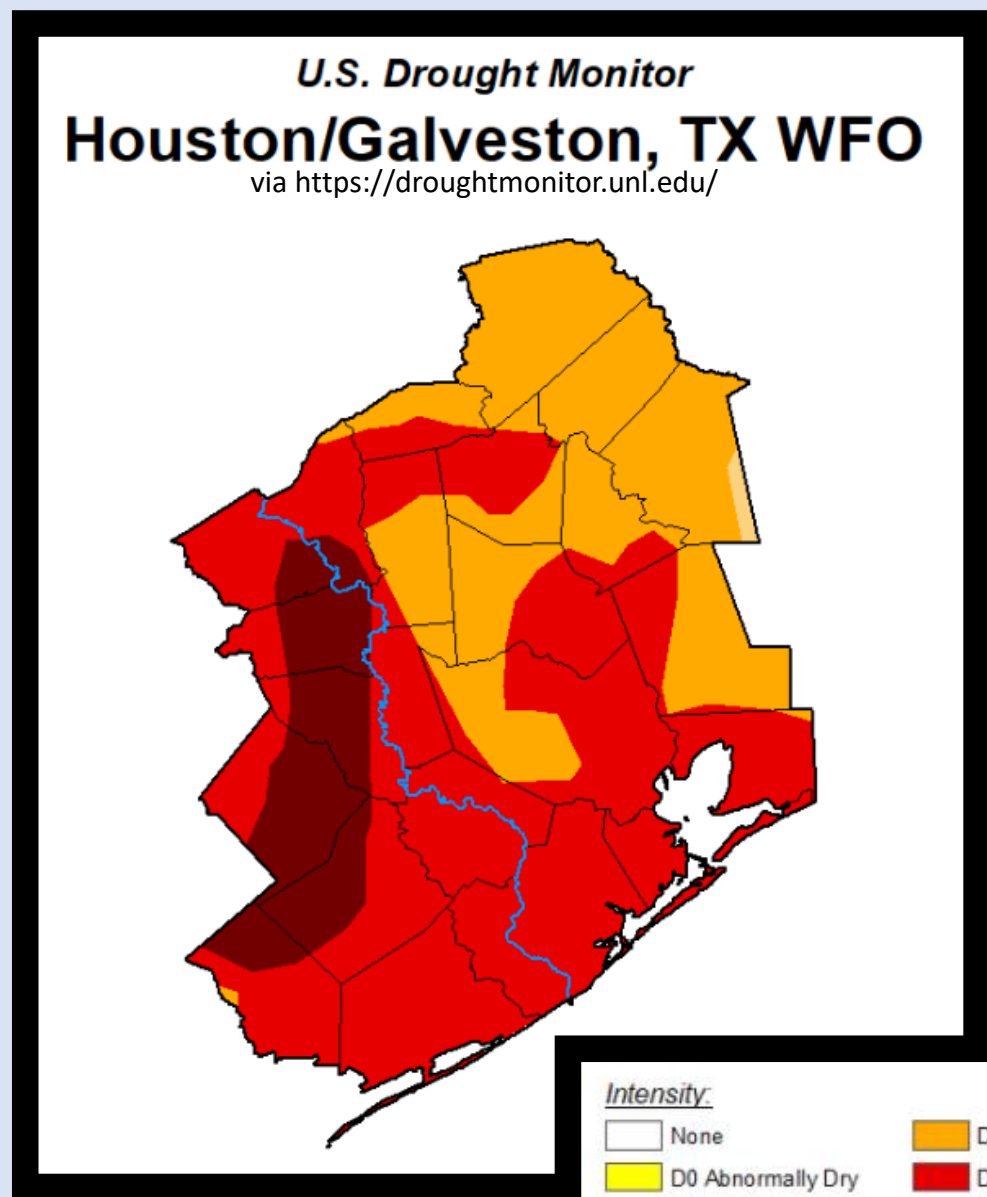 U.S. Drought Monitor
Houston/Galveston, TX WFO
via https://droughtmonitor.unl.edu/
Intensity:
None
D
D0 Abnormally Dry
D